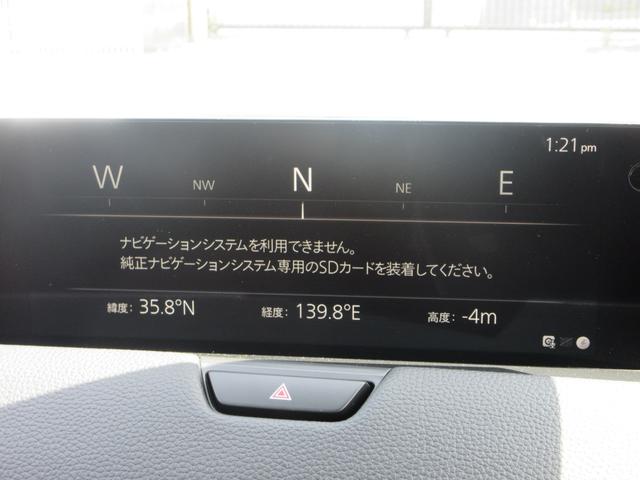 1:21 pm
W NW N NE E
ナビゲーションシステムを利用できません。
純正ナビゲーションシステム専用のSDカードを装着してください。
緯度: 35.8°N 経度: 139.8°E 高度: -4m